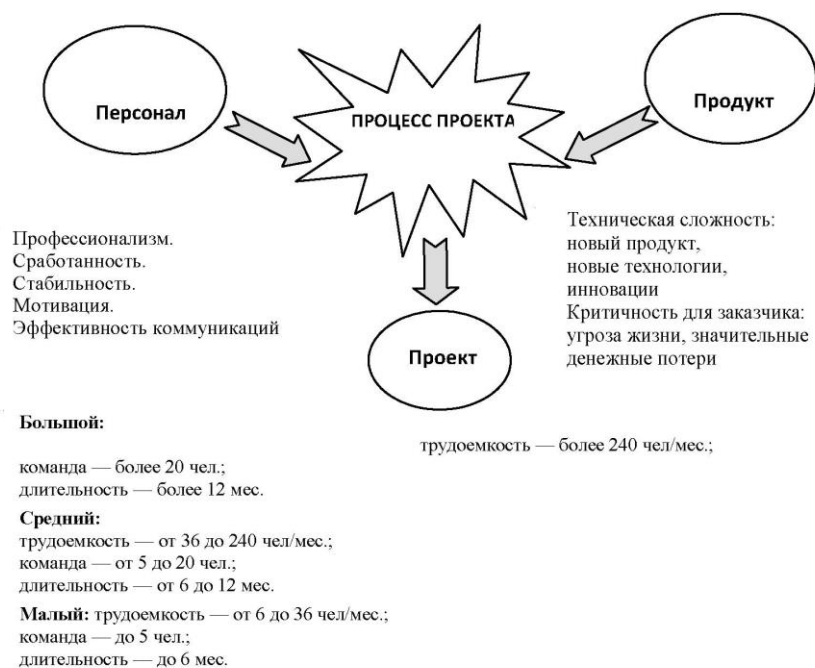 Персонал
ПРОЦЕСС ПРОЕКТА
Продукт
Профессионализм.
Сработанность.
Стабильность.
Мотивация.
Эффективность коммуникаций
Техническая сложность:
новый продукт,
новые технологии,
инновации
Критичность для заказчика:
угроза жизни, значительные
денежные потери
Проект
Большой:
трудоемкость — более 240 чел/мес.;
команда — более 20 чел.;
длительность — более 12 мес.
Средний:
трудоемкость — от 36 до 240 чел/мес.;
команда — от 5 до 20 чел.;
длительность — от 6 до 12 мес.
Малый: трудоемкость — от 6 до 36 чел/мес.;
команда — до 5 чел.;
длительность — до 6 мес.